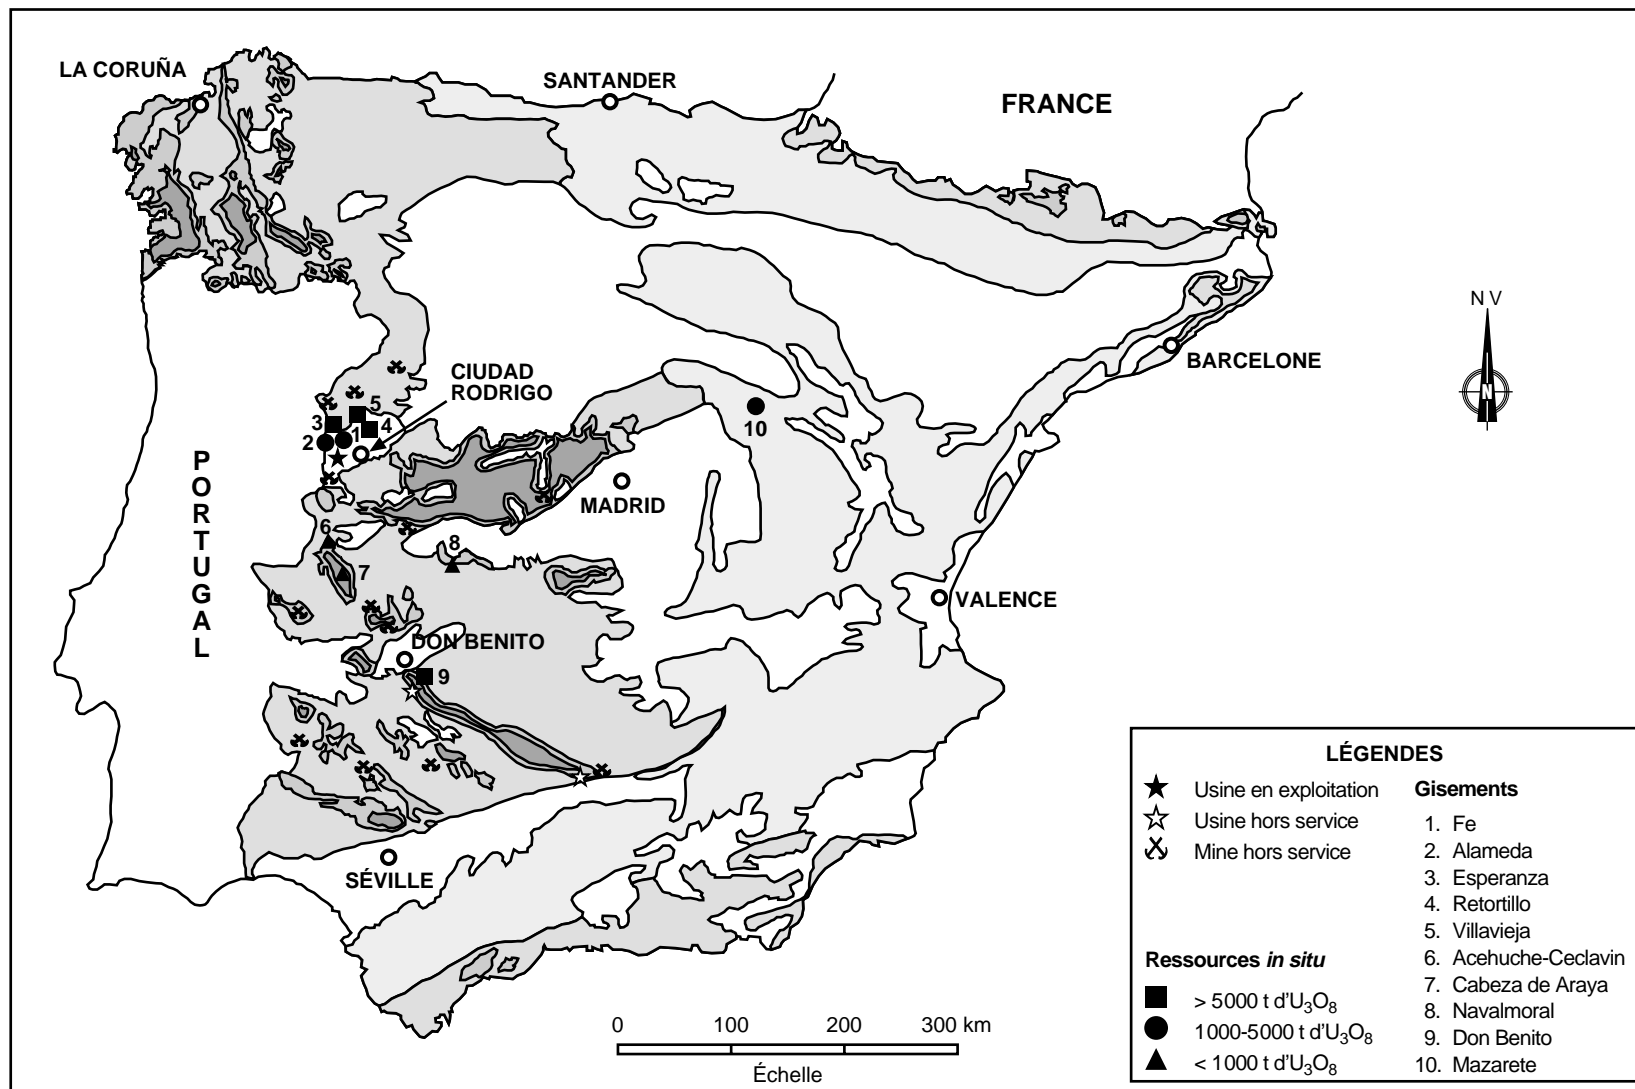 LA CORUÑA
SANTANDER
FRANCE
N V
N
BARCELONE
CIUDAD
RODRIGO
5
3
4
1
2
10
PORTUGAL
MADRID
6
8
7
VALENCE
DON BENITO
9
SÉVILLE
LÉGENDES
Usine en exploitation
Usine hors service
Mine hors service
Ressources in situ
> 5000 t d'U₃O₈
1000-5000 t d'U₃O₈
< 1000 t d'U₃O₈
Gisements
1. Fe
2. Alameda
3. Esperanza
4. Retortillo
5. Villavieja
6. Acehuche-Ceclavin
7. Cabeza de Araya
8. Navalmoral
9. Don Benito
10. Mazarete
0 100 200 300 km
Échelle